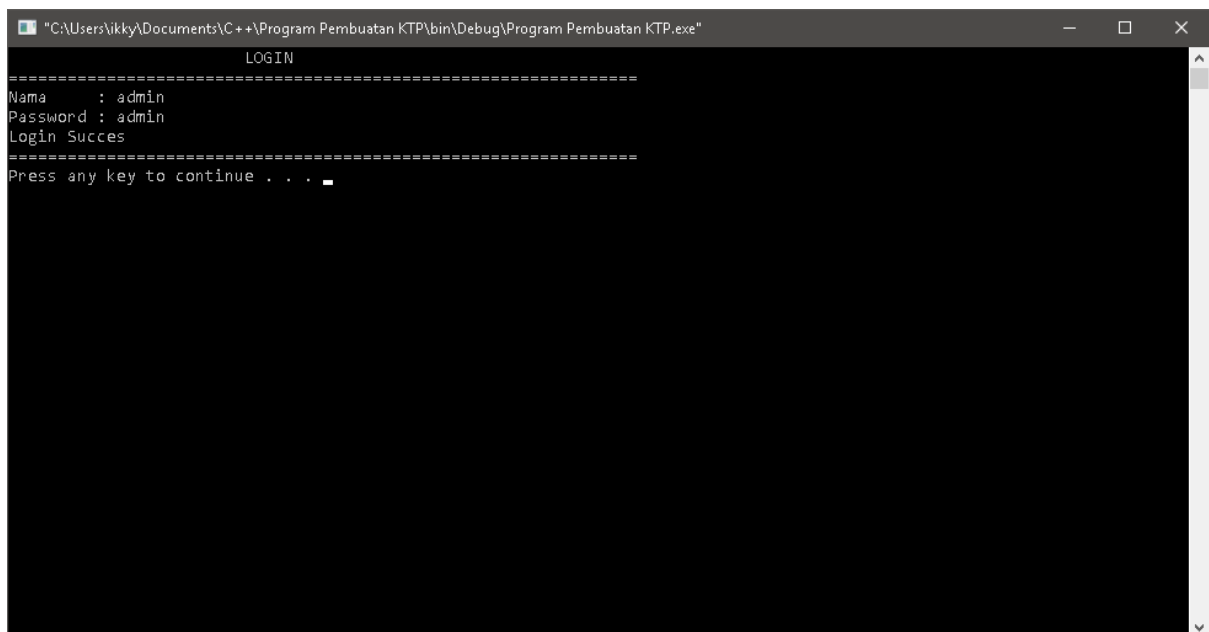 "C:\Users\ikky\Documents\C++\Program Pembuatan KTP\bin\Debug\Program Pembuatan KTP.exe"
LOGIN
================================================================
Nama     : admin
Password : admin
Login Succes
================================================================
Press any key to continue . . .